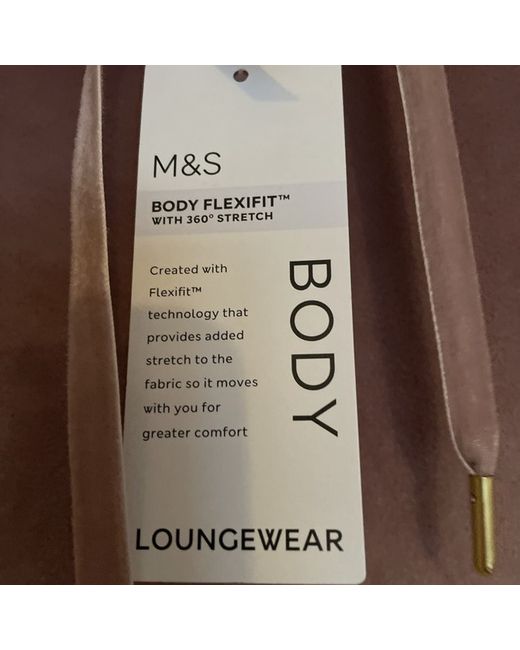 M&S
BODY FLEXIFIT™
WITH 360° STRETCH
Created with
Flexifit™
technology that
provides added
stretch to the
fabric so it moves
with you for
greater comfort
BODY
LOUNGEWEAR